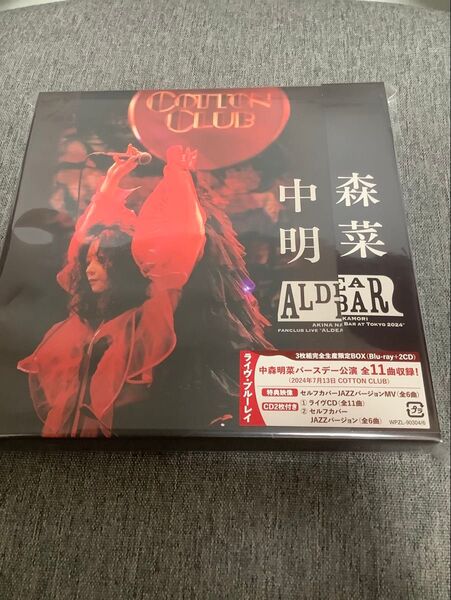 COTTON
CLUB
中森
明菜
ALDEA
BAR
AKINA NAKAMORI
FANCLUB LIVE "ALDEA BAR AT TOKYO 2024"
ライヴ・ブルーレイ
3枚組完全生産限定BOX(Blu-ray+2CD)
中森明菜バースデー公演 全11曲収録!
(2024年7月13日 COTTON CLUB)
特典映像 セルフカバーJAZZバージョンMV(全6曲)
CD2枚付き ①ライヴCD(全11曲)
②セルフカバー
JAZZバージョン(全6曲)
WPZL-90304/6